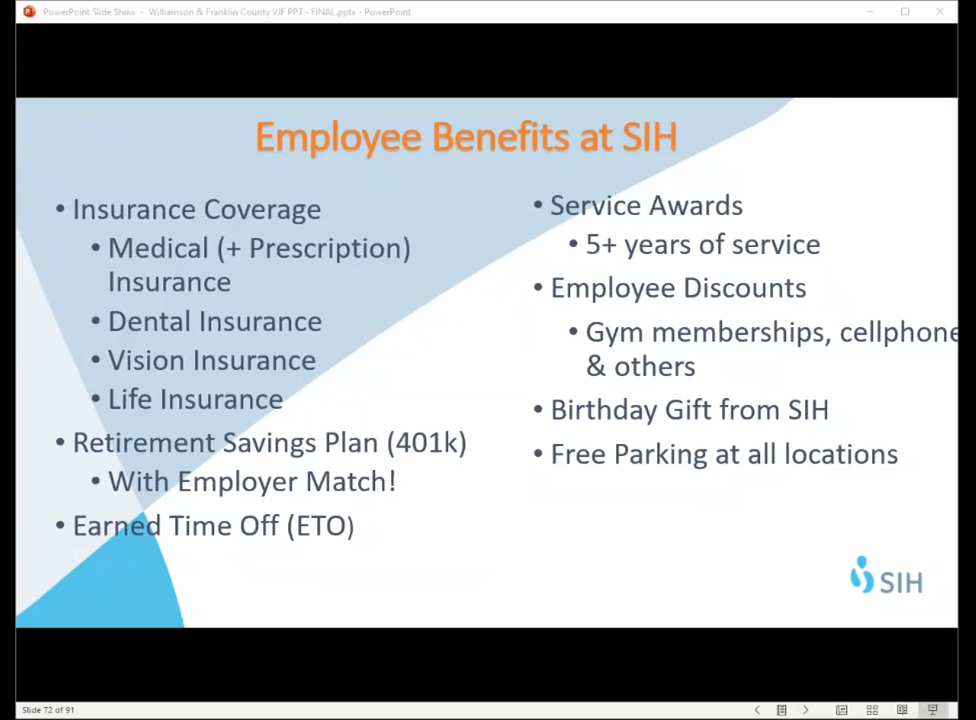 PowerPoint Slide Show - Williamson & Franklin County VJF PPT - FINAL.pptx - PowerPoint
Employee Benefits at SIH
• Insurance Coverage
• Medical (+ Prescription)
Insurance
• Dental Insurance
• Vision Insurance
• Life Insurance
• Retirement Savings Plan (401k)
• With Employer Match!
• Earned Time Off (ETO)
• Service Awards
• 5+ years of service
• Employee Discounts
• Gym memberships, cellphone
& others
• Birthday Gift from SIH
• Free Parking at all locations
SIH
Slide 72 of 91